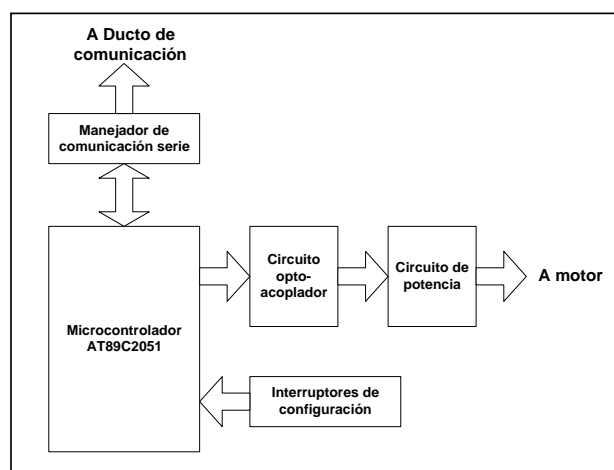 A Ducto de
comunicación
Manejador de
comunicación serie
Circuito
opto-
acoplador
Circuito de
potencia
A motor
Microcontrolador
AT89C2051
Interruptores de
configuración